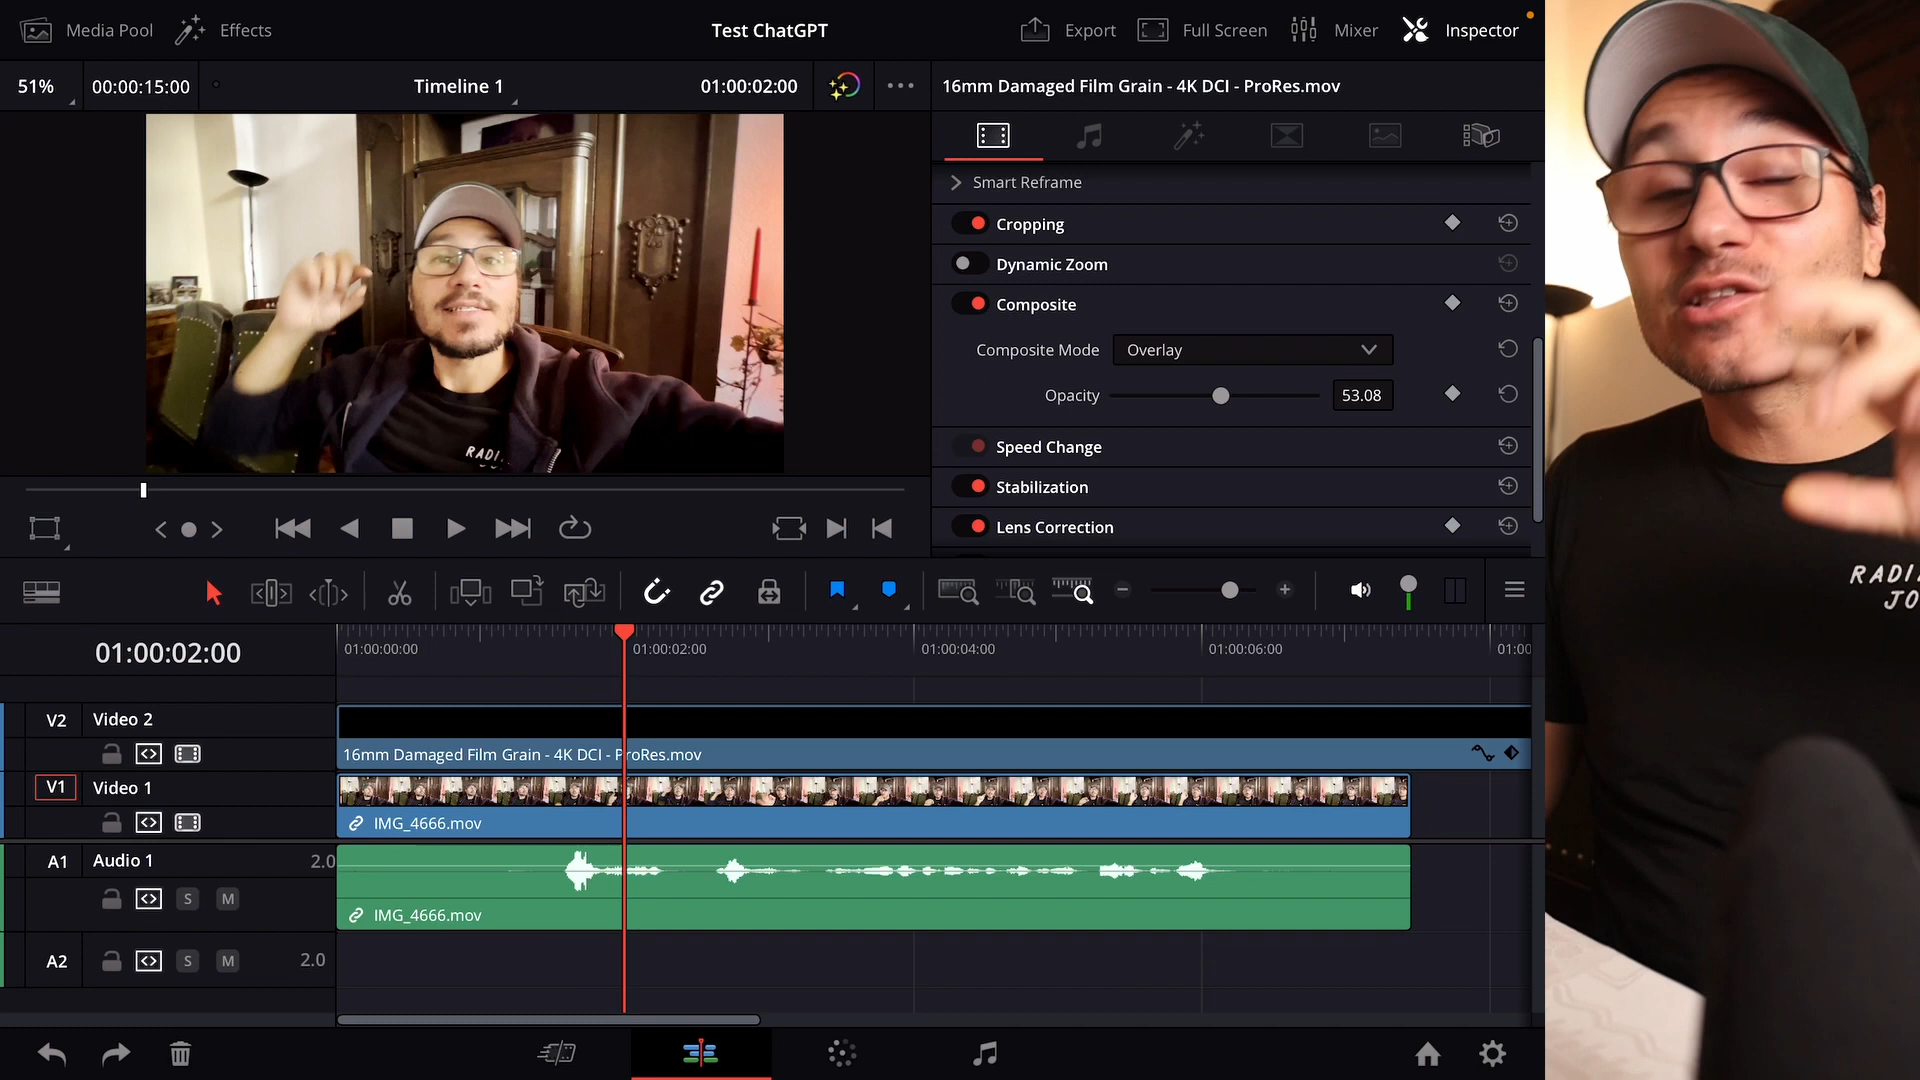 Media Pool
Effects
Test ChatGPT
Export
Full Screen
Mixer
Inspector
51%
00:00:15:00
Timeline 1
01:00:02:00
16mm Damaged Film Grain - 4K DCI - ProRes.mov
Smart Reframe
Cropping
Dynamic Zoom
Composite
Composite Mode
Overlay
Opacity
53.08
Speed Change
Stabilization
Lens Correction
01:00:02:00
01:00:00:00
01:00:02:00
01:00:04:00
01:00:06:00
01:00
V2
Video 2
16mm Damaged Film Grain - 4K DCI - ProRes.mov
V1
Video 1
IMG_4666.mov
A1
Audio 1
2.0
S
M
IMG_4666.mov
A2
S
M
2.0